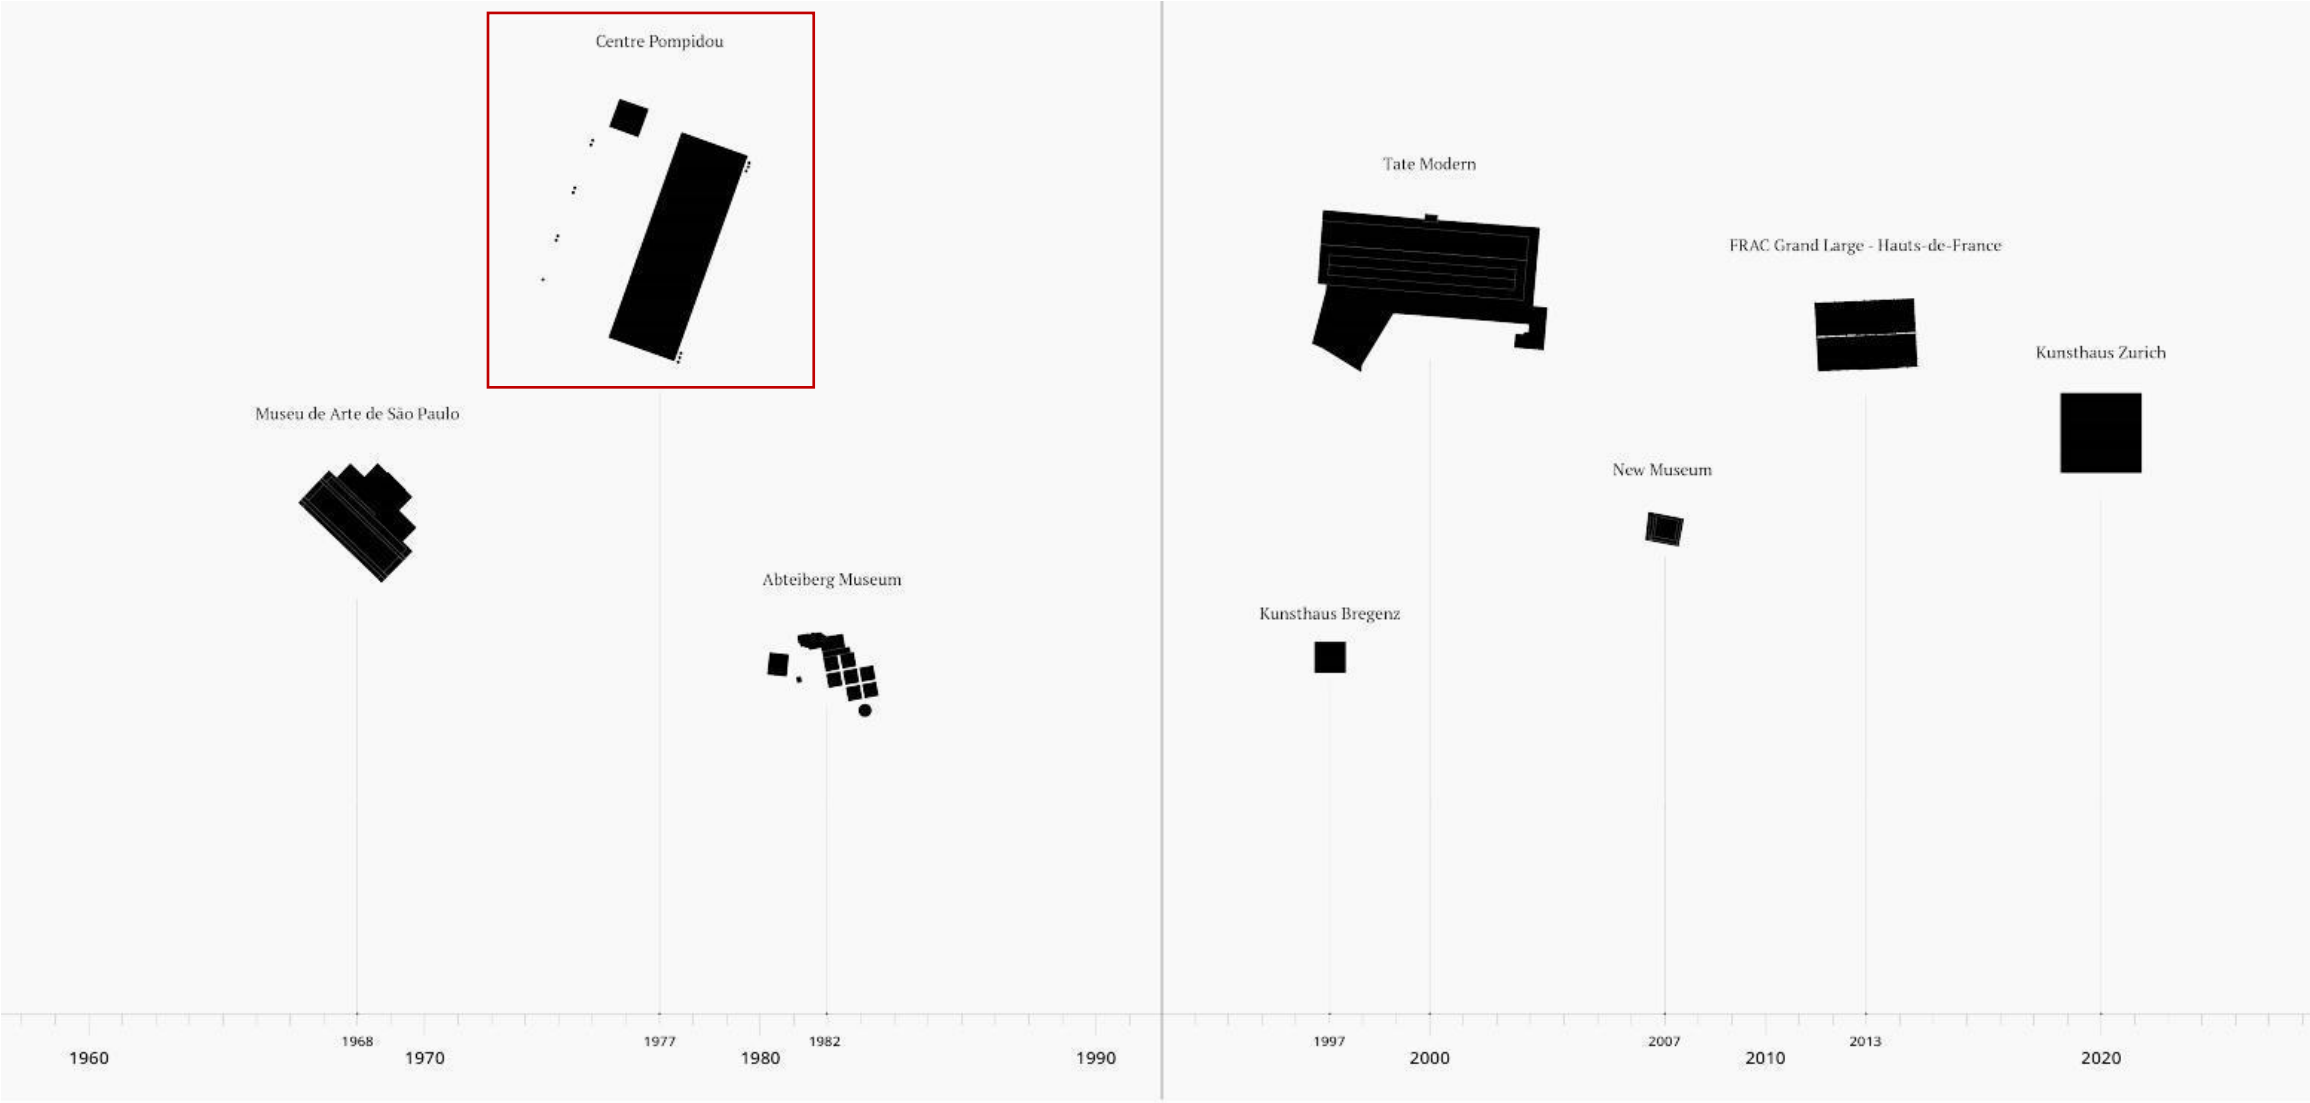 Centre Pompidou
Tate Modern
FRAC Grand Large - Hauts-de-France
Kunsthaus Zurich
Museu de Arte de São Paulo
New Museum
Abteiberg Museum
Kunsthaus Bregenz
1968 1977 1982 1997 2007 2013
1960 1970 1980 1990 2000 2010 2020